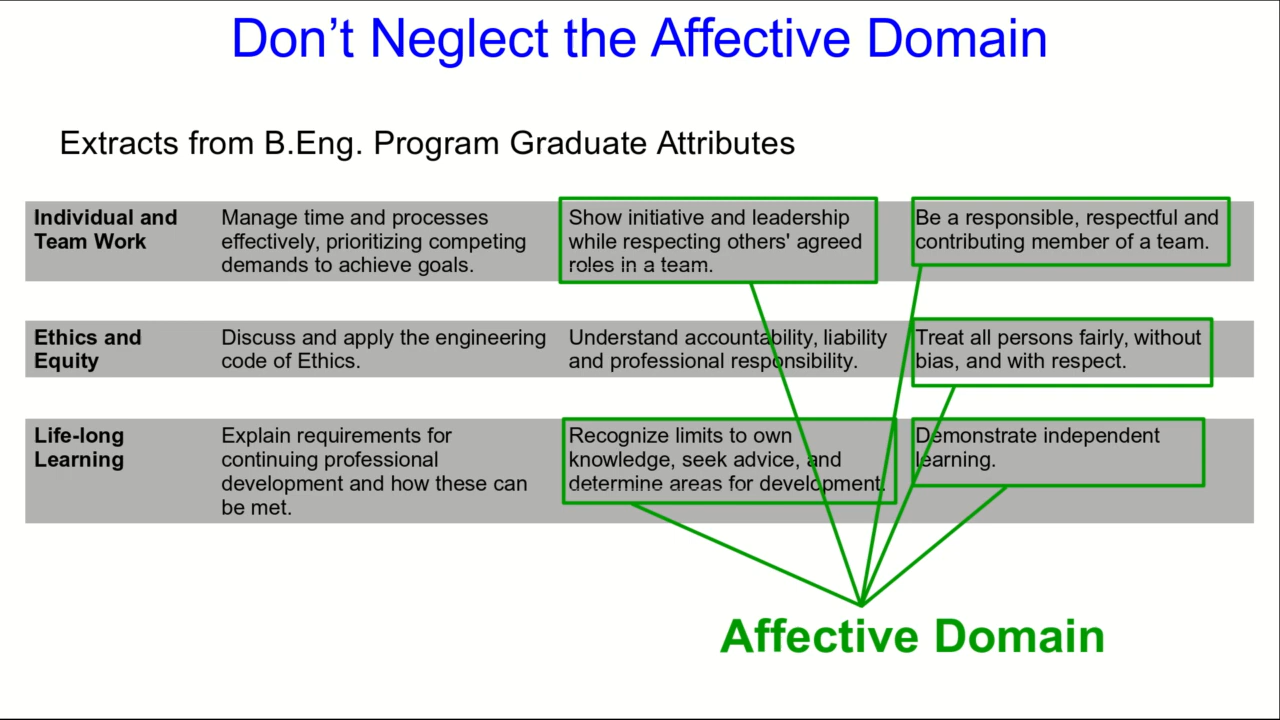 Don’t Neglect the Affective Domain
Extracts from B.Eng. Program Graduate Attributes
Individual and
Team Work
Manage time and processes
effectively, prioritizing competing
demands to achieve goals.
Show initiative and leadership
while respecting others' agreed
roles in a team.
Be a responsible, respectful and
contributing member of a team.
Ethics and
Equity
Discuss and apply the engineering
code of Ethics.
Understand accountability, liability
and professional responsibility.
Treat all persons fairly, without
bias, and with respect.
Life-long
Learning
Explain requirements for
continuing professional
development and how these can
be met.
Recognize limits to own
knowledge, seek advice, and
determine areas for development.
Demonstrate independent
learning.
Affective Domain